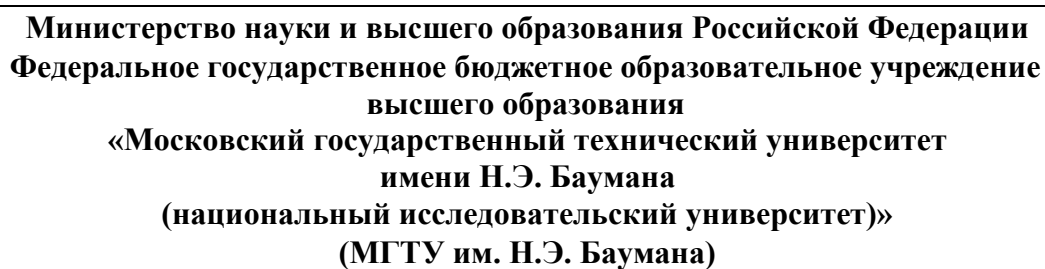 Министерство науки и высшего образования Российской Федерации
Федеральное государственное бюджетное образовательное учреждение
высшего образования
«Московский государственный технический университет
имени Н.Э. Баумана
(национальный исследовательский университет)»
(МГТУ им. Н.Э. Баумана)